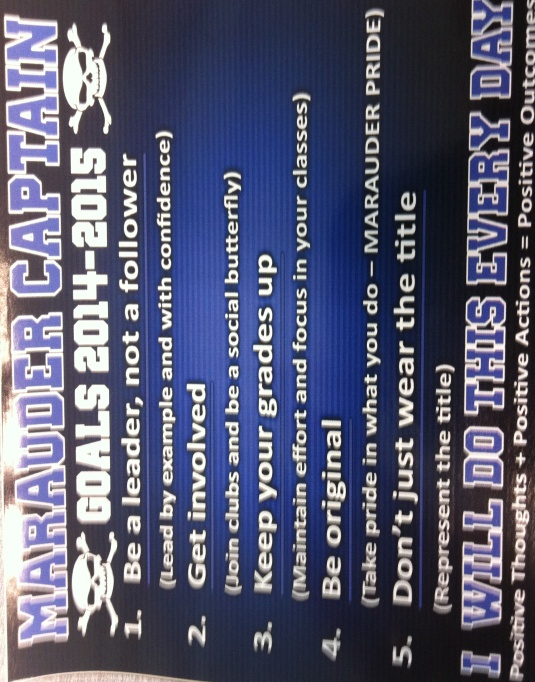 MARAUDER CAPTAIN
GOALS 2014-2015
1. Be a leader, not a follower
(Lead by example and with confidence)
2. Get involved
(Join clubs and be a social butterfly)
3. Keep your grades up
(Maintain effort and focus in your classes)
4. Be original
(Take pride in what you do – MARAUDER PRIDE)
5. Don't just wear the title
(Represent the title)
I WILL DO THIS EVERY DAY
Positive Thoughts + Positive Actions = Positive Outcomes